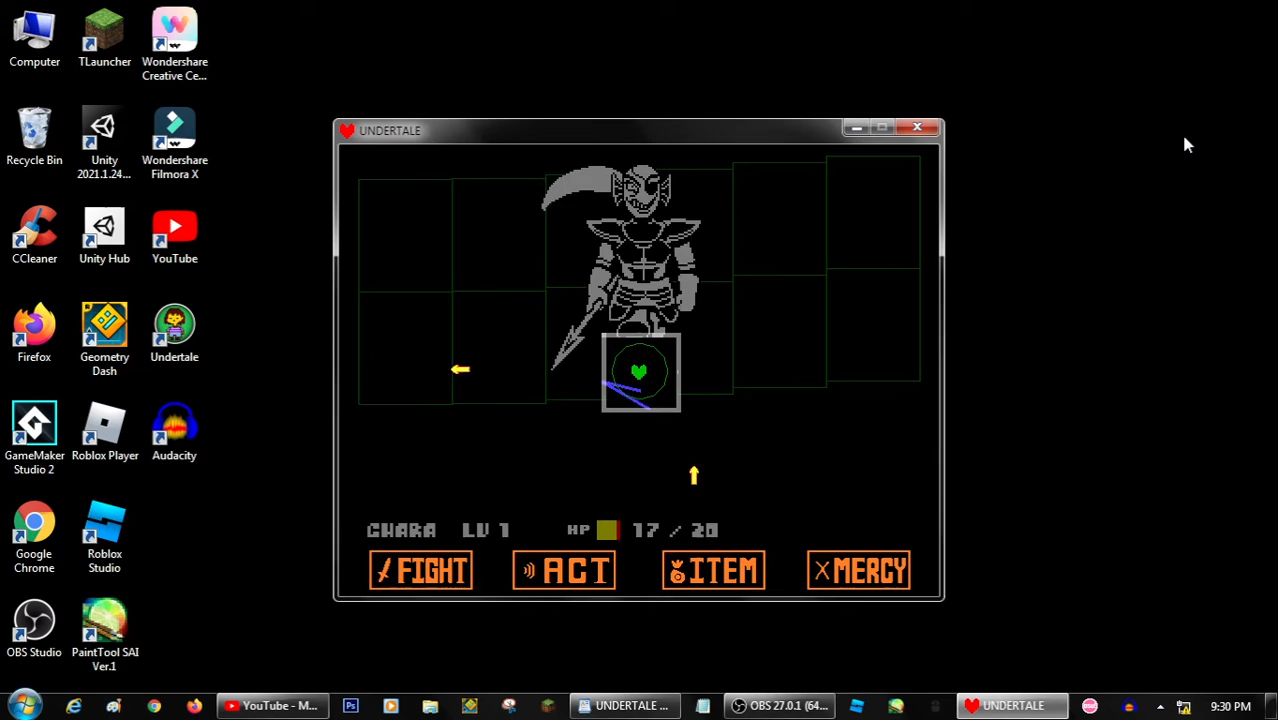 Computer
TLauncher
Wondershare
Creative Ce...
Recycle Bin
Unity
2021.1.24...
Wondershare
Filmora X
CCleaner
Unity Hub
YouTube
Firefox
Geometry
Dash
Undertale
GameMaker
Studio 2
Roblox Player
Audacity
Google
Chrome
Roblox
Studio
OBS Studio
PaintTool SAI
Ver.1
UNDERTALE
CHARA LV 1 HP 17 / 20
FIGHT ACT ITEM MERCY
YouTube - M...
UNDERTALE ...
OBS 27.0.1 (64...
UNDERTALE
9:30 PM